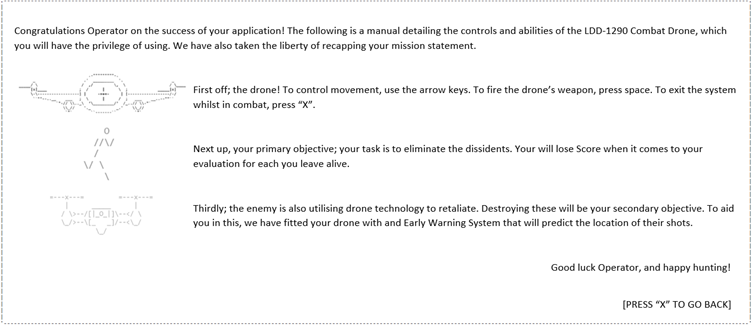 Congratulations Operator on the success of your application! The following is a manual detailing the controls and abilities of the LDD-1290 Combat Drone, which
you will have the privilege of using. We have also taken the liberty of recapping your mission statement.
First off; the drone! To control movement, use the arrow keys. To fire the drone's weapon, press space. To exit the system
whilst in combat, press "X".
Next up, your primary objective; your task is to eliminate the dissidents. Your will lose Score when it comes to your
evaluation for each you leave alive.
Thirdly; the enemy is also utilising drone technology to retaliate. Destroying these will be your secondary objective. To aid
you in this, we have fitted your drone with and Early Warning System that will predict the location of their shots.
Good luck Operator, and happy hunting!
[PRESS "X" TO GO BACK]